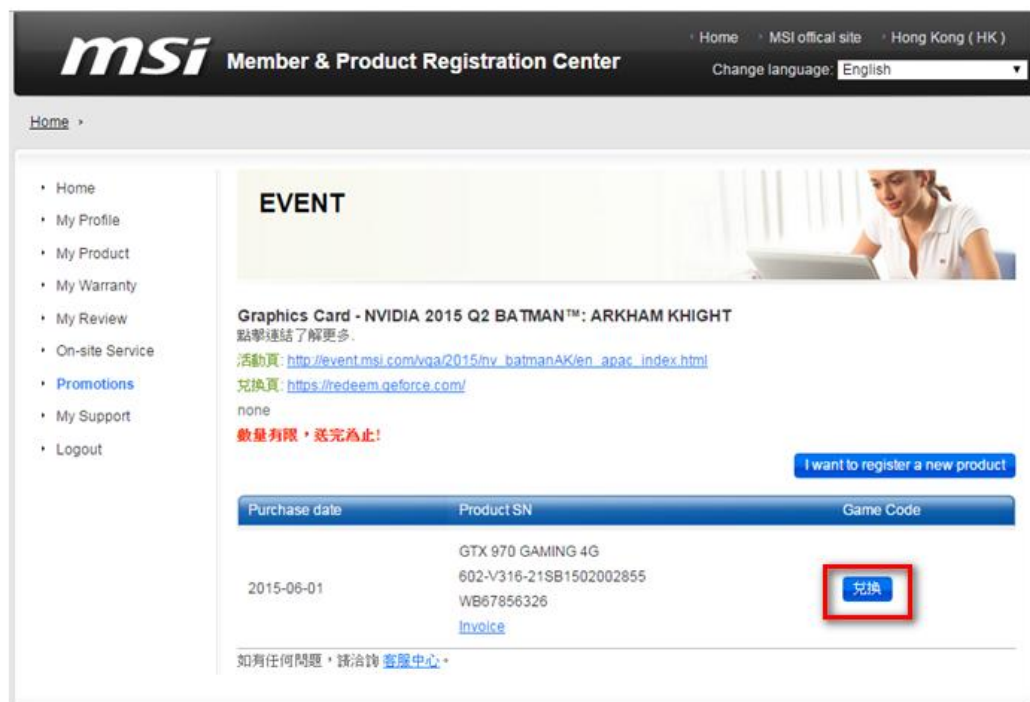 msi Member & Product Registration Center
Home MSI offical site Hong Kong ( HK )
Change language: English
Home
Home
My Profile
My Product
My Warranty
My Review
On-site Service
Promotions
My Support
Logout
EVENT
Graphics Card - NVIDIA 2015 Q2 BATMAN™: ARKHAM KHIGHT
點擊連結了解更多.
活動頁: http://event.msi.com/vga/2015/nv_batmanAK/en_apac_index.html
兌換頁: https://redeem.geforce.com/
none
數量有限，送完為止!
I want to register a new product
Purchase date Product SN Game Code
GTX 970 GAMING 4G
602-V316-21SB1502002855
2015-06-01 兌換
WB67856326
Invoice
如有任何問題，請洽詢 客服中心。